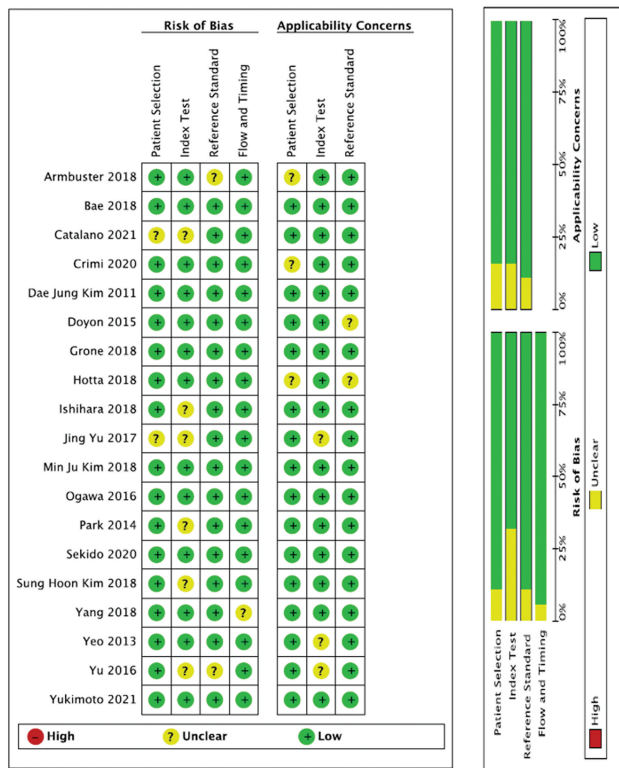 Risk of Bias Applicability Concerns
Patient Selection Index Test Reference Standard Flow and Timing Patient Selection Index Test Reference Standard
Armbuster 2018 + + ? + ? + +
Bae 2018 + + + + + + +
Catalano 2021 ? ? + + + + +
Crimi 2020 + + + + ? + +
Dae Jung Kim 2011 + + + + + + +
Doyon 2015 + + + + + + ?
Grone 2018 + + + + + + +
Hotta 2018 + + + + ? + ?
Ishihara 2018 + ? + + + + +
Jing Yu 2017 ? ? + + + ? +
Min Ju Kim 2018 + + + + + + +
Ogawa 2016 + + + + + + +
Park 2014 + ? + + + + +
Sekido 2020 + + + + + + +
Sung Hoon Kim 2018 + ? + + + + +
Yang 2018 + + + ? + + +
Yeo 2013 + + + + + ? +
Yu 2016 + ? ? + + ? +
Yukimoto 2021 + + + + + + +
– High ? Unclear + Low
Patient Selection
Index Test
Reference Standard
Flow and Timing
0% 25% 50% 75% 100%
Risk of Bias
0% 25% 50% 75% 100%
Applicability Concerns
High Unclear Low